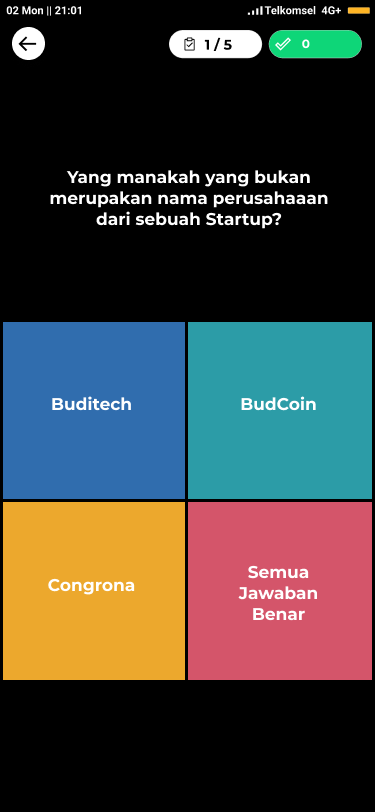 02 Mon || 21:01
Telkomsel 4G+
1 / 5
0
Yang manakah yang bukan
merupakan nama perusahaaan
dari sebuah Startup?
Buditech
BudCoin
Congrona
Semua
Jawaban
Benar